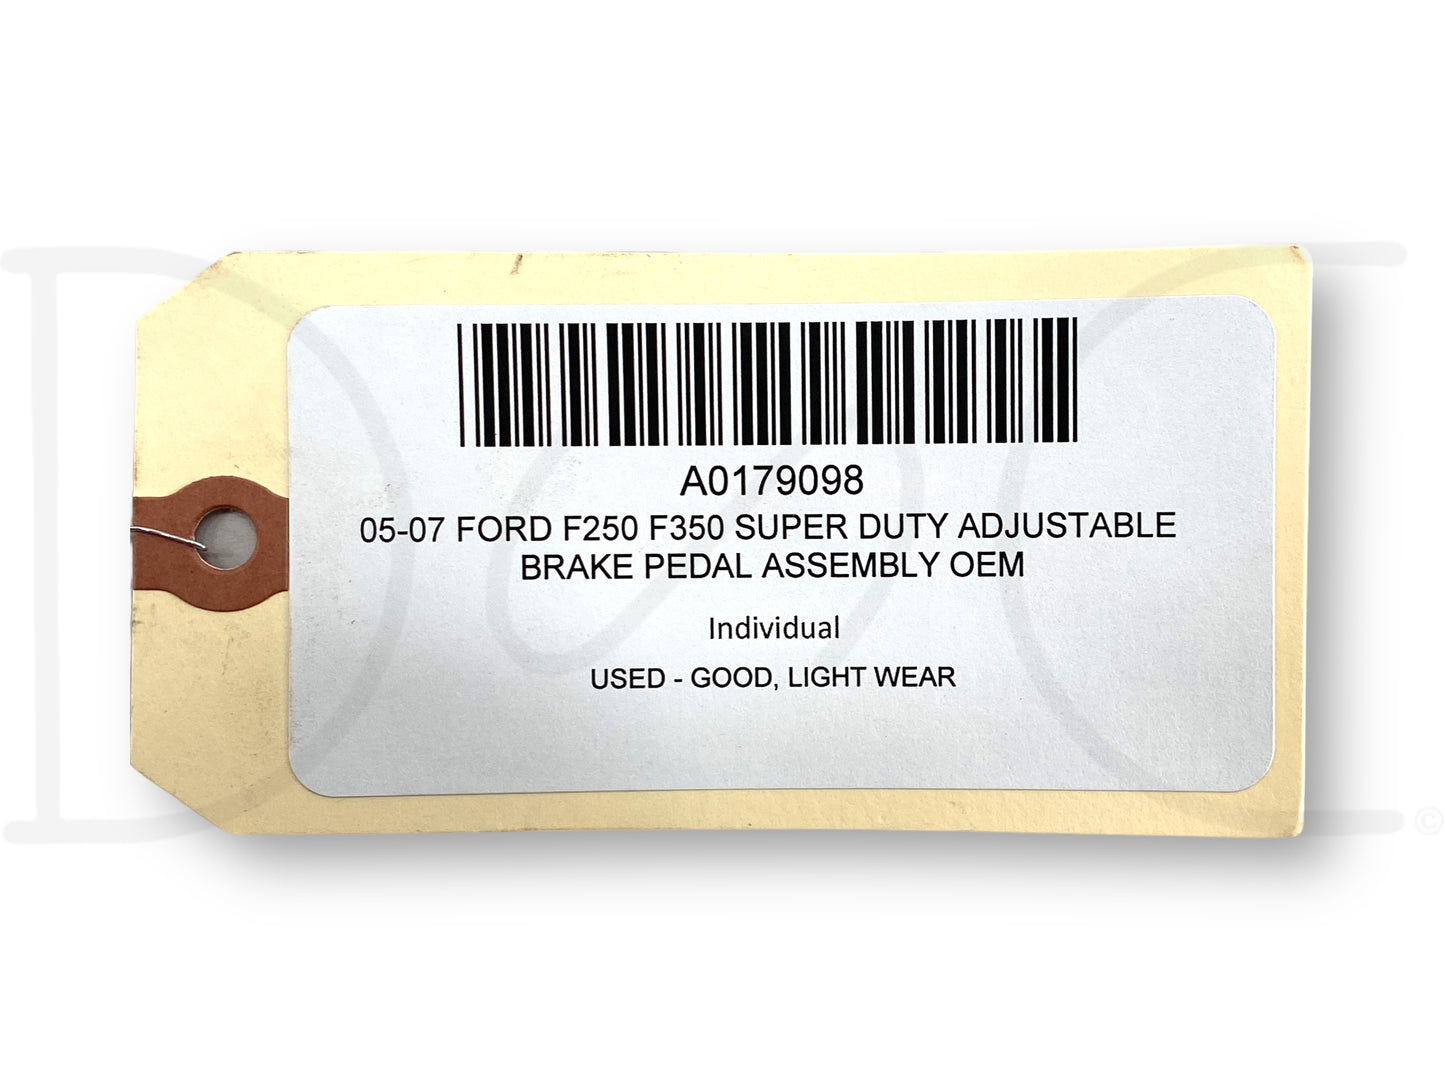 A0179098
05-07 FORD F250 F350 SUPER DUTY ADJUSTABLE
BRAKE PEDAL ASSEMBLY OEM
Individual
USED - GOOD, LIGHT WEAR
©